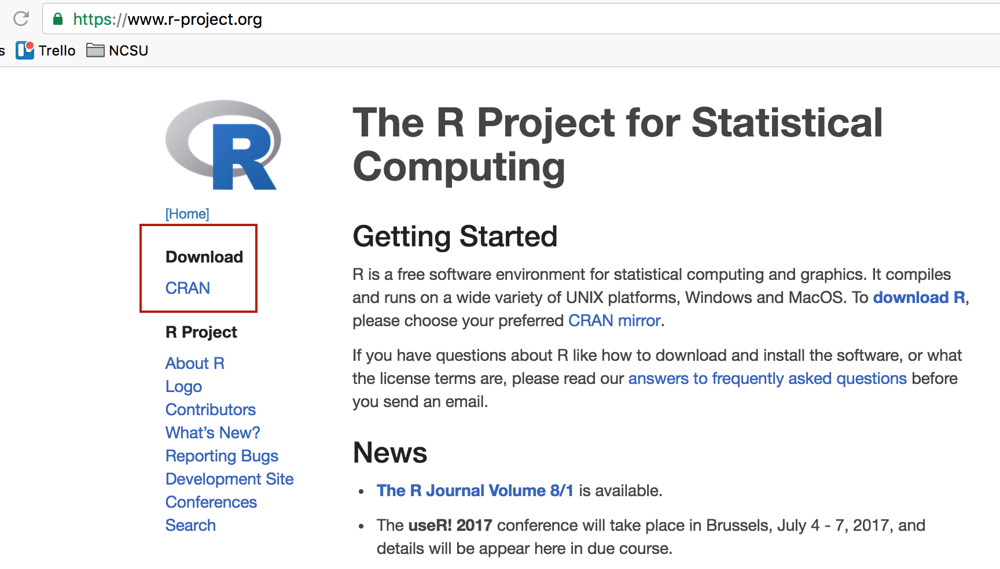 https://www.r-project.org
s Trello NCSU
R
The R Project for Statistical
Computing
[Home]
Download
CRAN
R Project
About R
Logo
Contributors
What’s New?
Reporting Bugs
Development Site
Conferences
Search
Getting Started
R is a free software environment for statistical computing and graphics. It compiles
and runs on a wide variety of UNIX platforms, Windows and MacOS. To download R,
please choose your preferred CRAN mirror.
If you have questions about R like how to download and install the software, or what
the license terms are, please read our answers to frequently asked questions before
you send an email.
News
• The R Journal Volume 8/1 is available.
• The useR! 2017 conference will take place in Brussels, July 4 - 7, 2017, and
details will be appear here in due course.